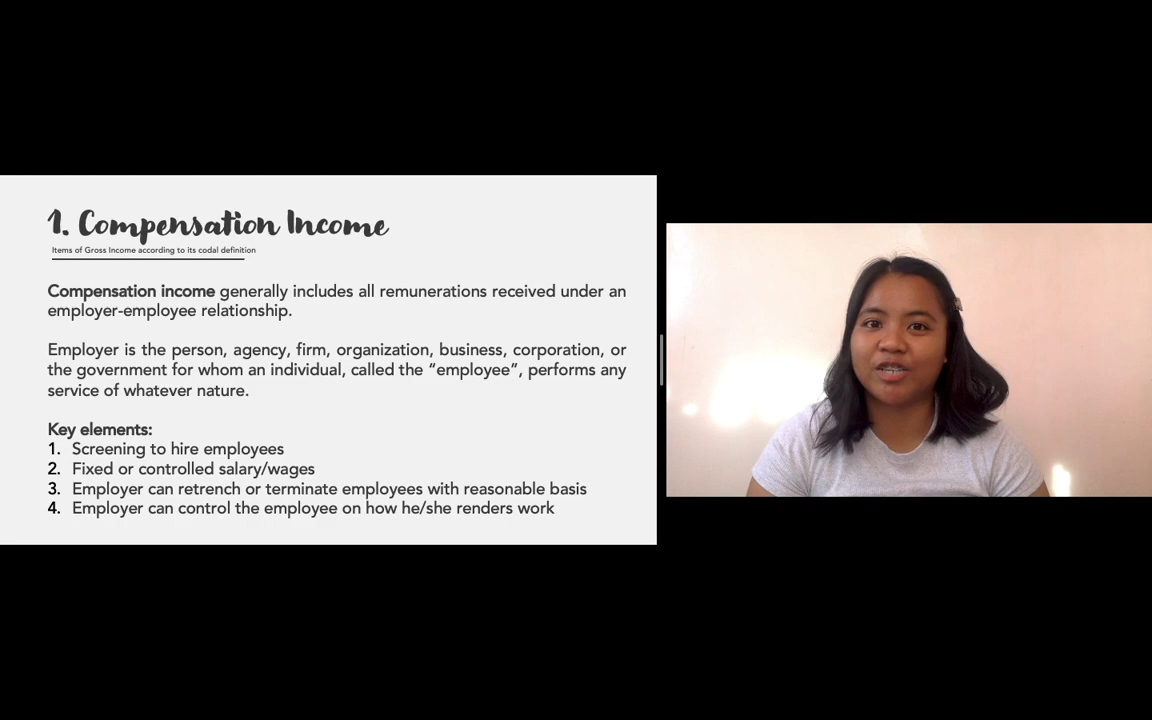 1. Compensation Income
Items of Gross Income according to its codal definition
Compensation income generally includes all remunerations received under an
employer-employee relationship.
Employer is the person, agency, firm, organization, business, corporation, or
the government for whom an individual, called the “employee”, performs any
service of whatever nature.
Key elements:
1. Screening to hire employees
2. Fixed or controlled salary/wages
3. Employer can retrench or terminate employees with reasonable basis
4. Employer can control the employee on how he/she renders work